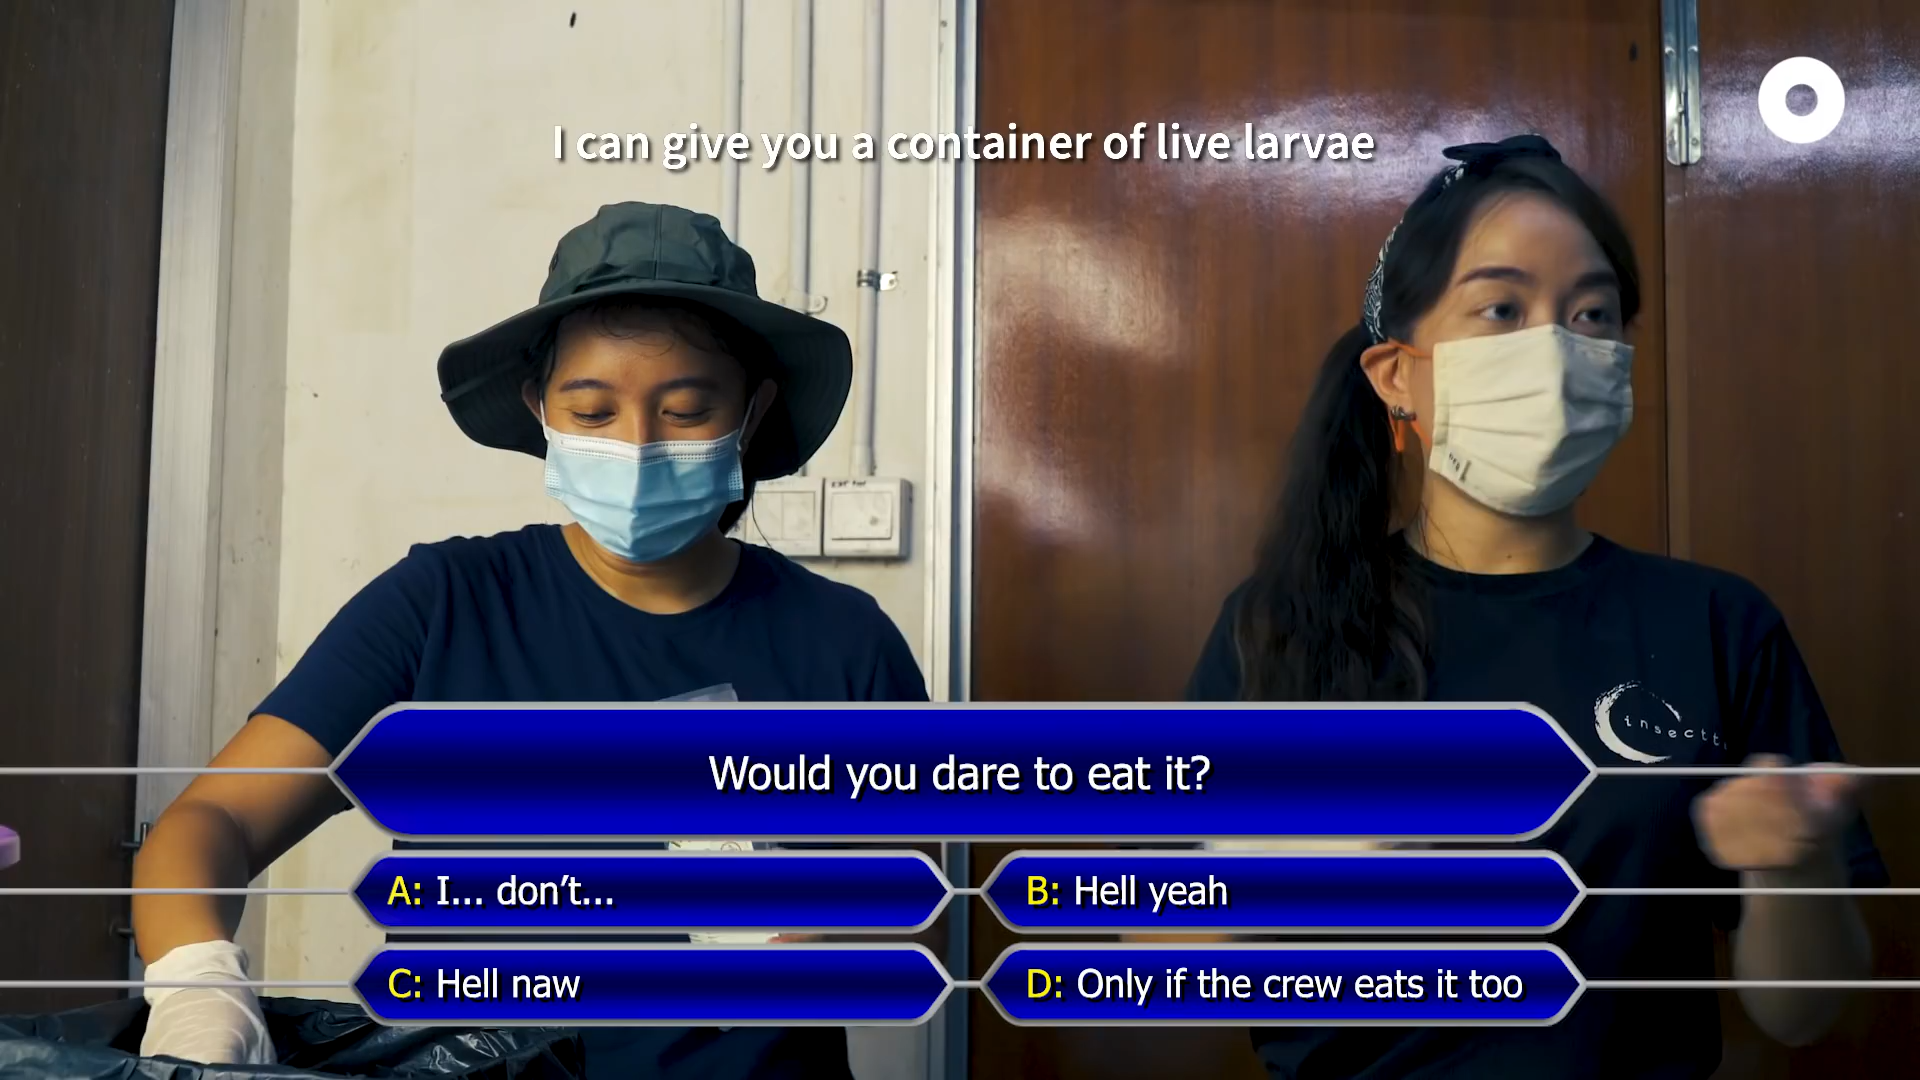 I can give you a container of live larvae
insectt
Would you dare to eat it?
A: I... don't...
B: Hell yeah
C: Hell naw
D: Only if the crew eats it too